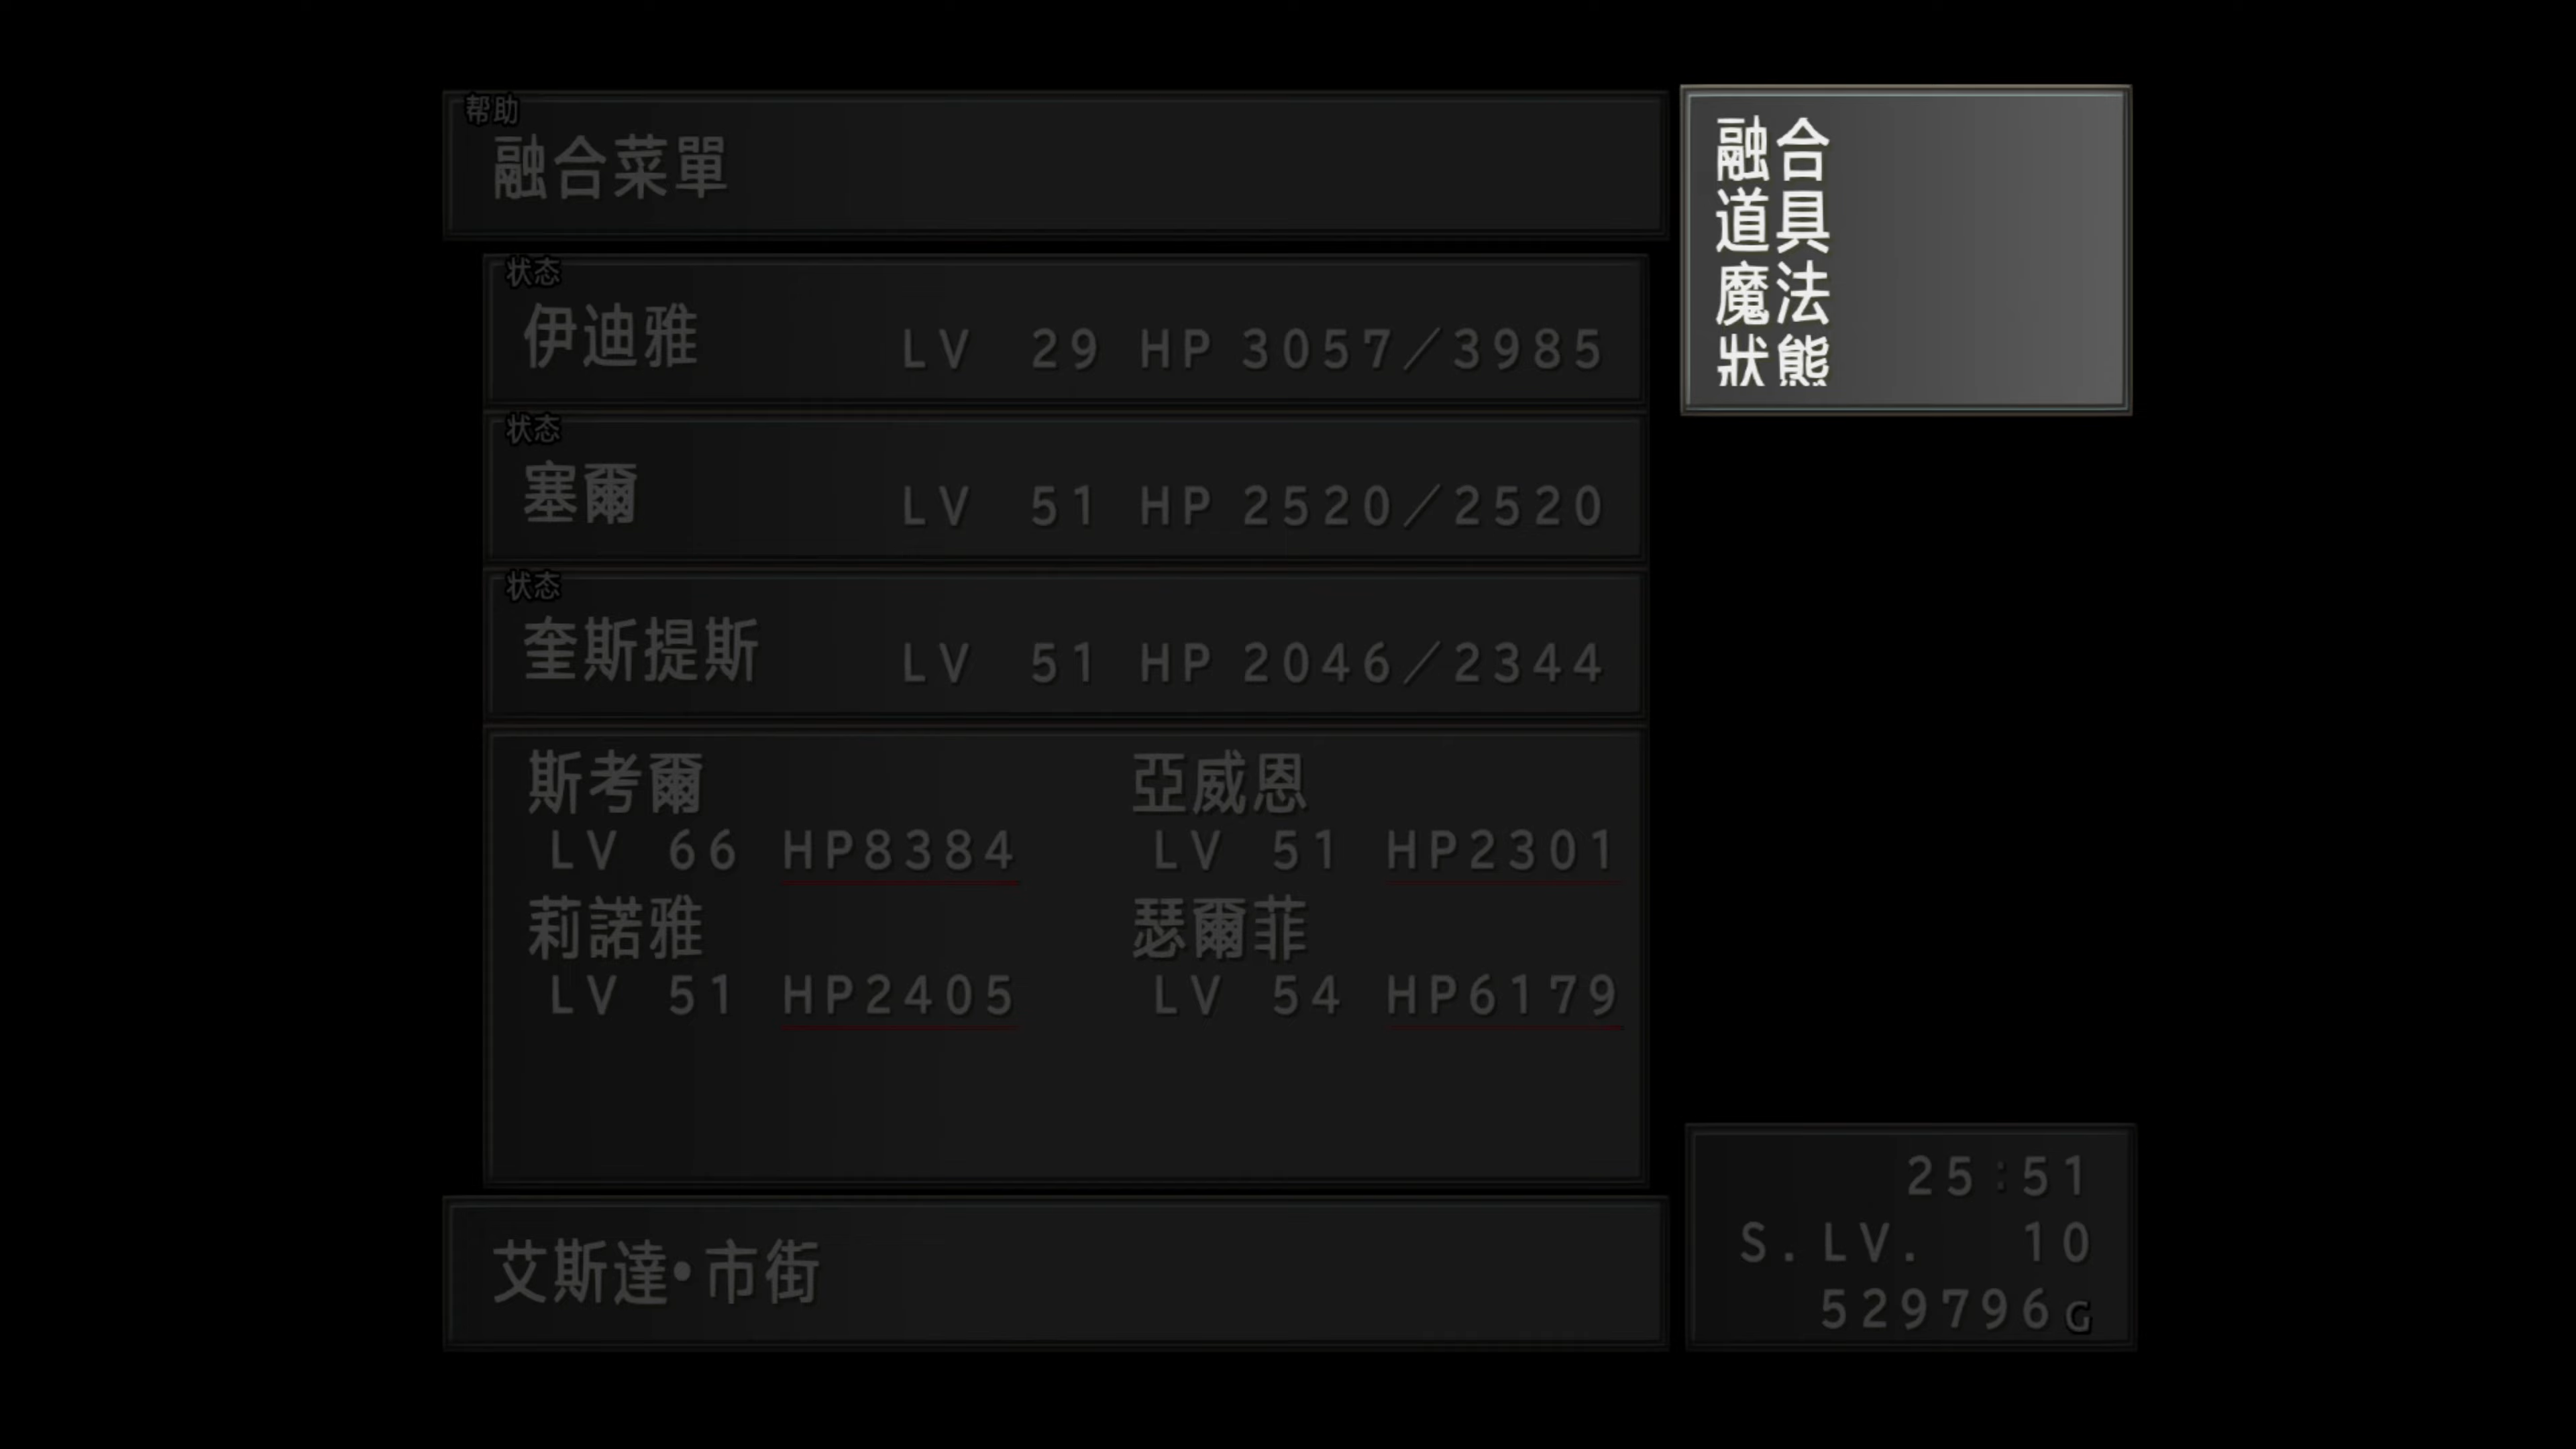 帮助
融合菜單
融合
道具
魔法
狀態
状态
伊迪雅 LV 29 HP 3057/3985
状态
塞爾 LV 51 HP 2520/2520
状态
奎斯提斯 LV 51 HP 2046/2344
斯考爾 亞威恩
LV 66 HP8384 LV 51 HP2301
莉諾雅 瑟爾菲
LV 51 HP2405 LV 54 HP6179
艾斯達•市街
25:51
S.LV. 10
529796G